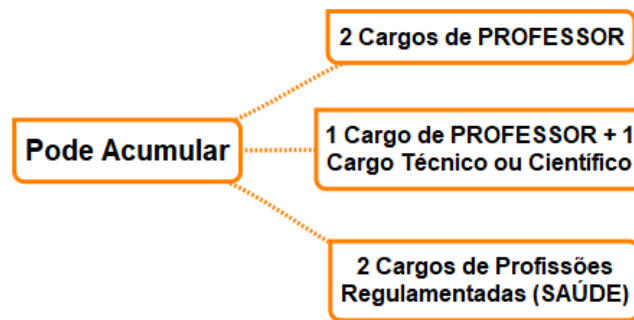 2 Cargos de PROFESSOR
Pode Acumular
1 Cargo de PROFESSOR + 1
Cargo Técnico ou Científico
2 Cargos de Profissões
Regulamentadas (SAÚDE)